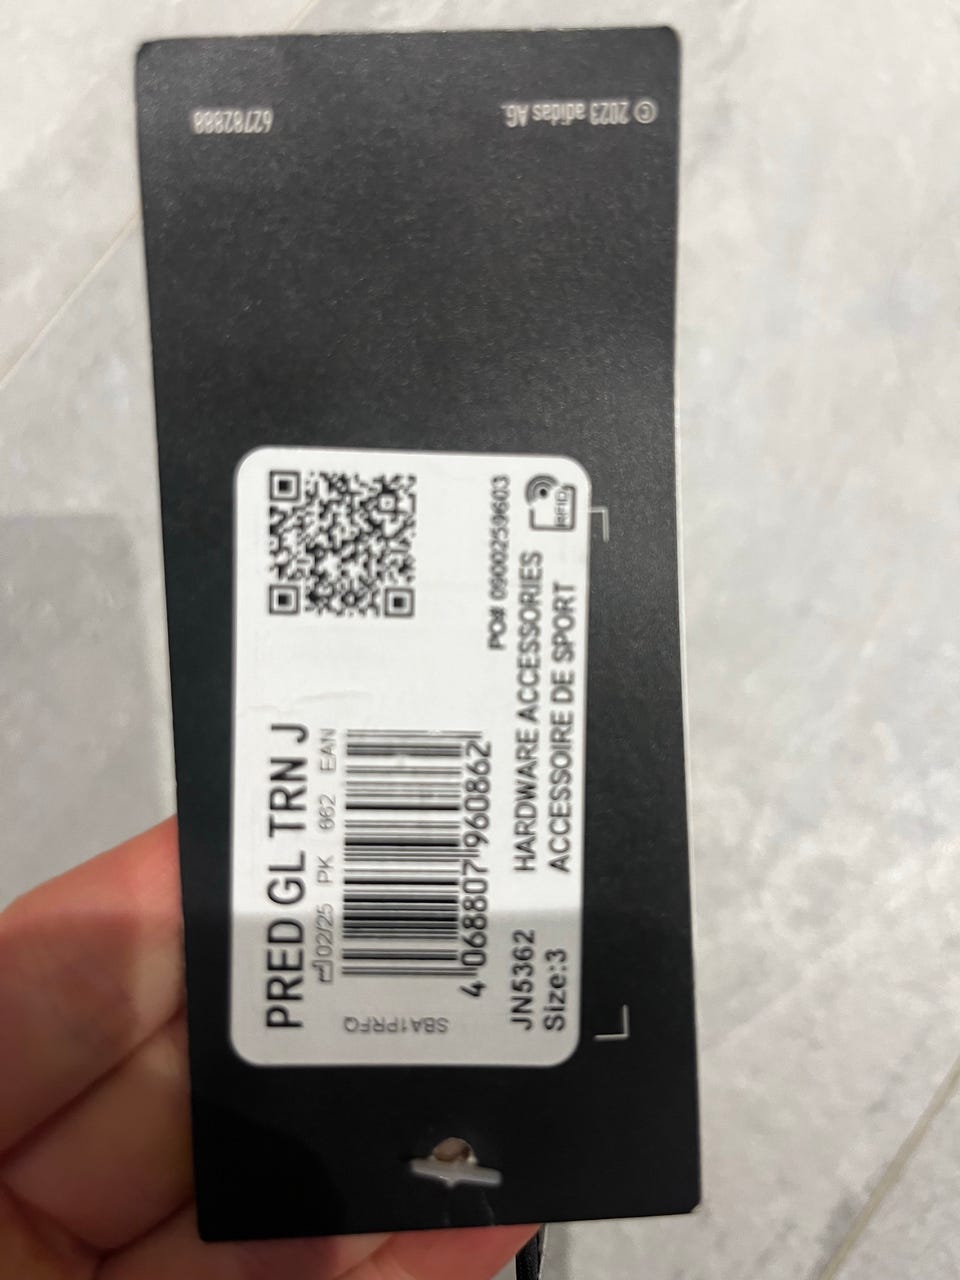 © 2023 adidas AG.
62782888
PRED GL TRN J
02/25 PK 662 EAN
4 068807 960862
SBA1PRFQ
PO# 0900259603
RFID
HARDWARE ACCESSORIES
ACCESSOIRE DE SPORT
JN5362
Size:3